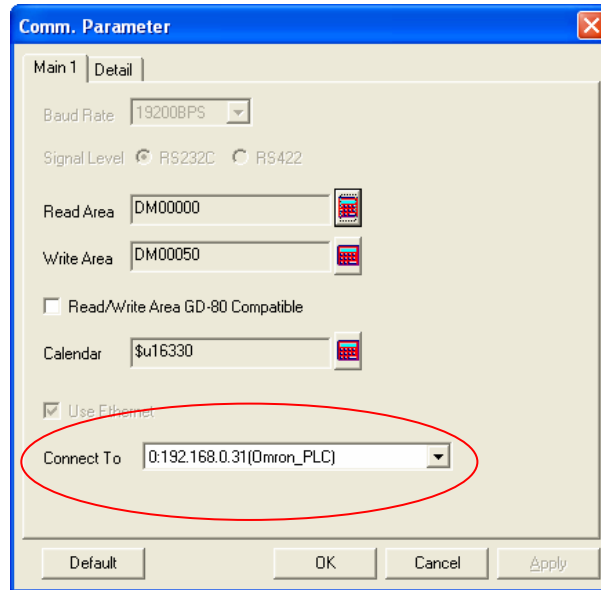 Comm. Parameter
Main 1 Detail
Baud Rate 19200BPS
Signal Level RS232C RS422
Read Area DM00000
Write Area DM00050
Read/Write Area GD-80 Compatible
Calendar $u16330
Use Ethernet
Connect To 0:192.168.0.31(Omron_PLC)
Default OK Cancel Apply